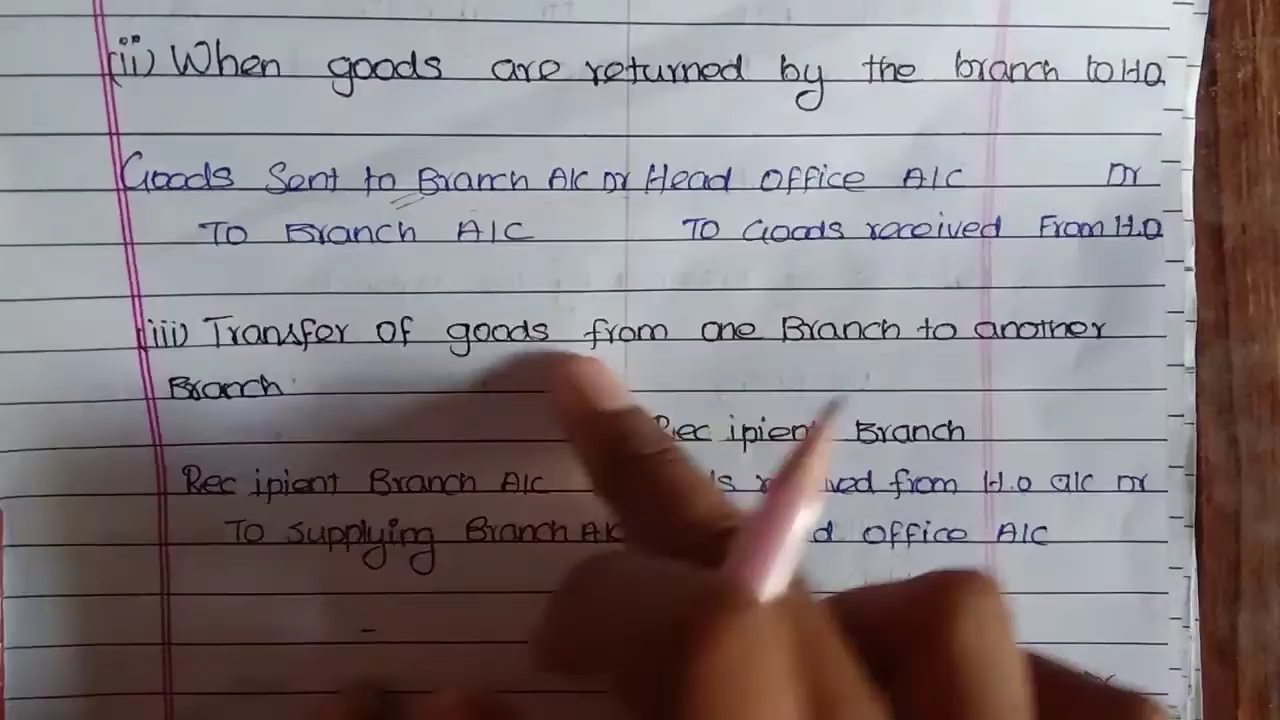 (ii) When goods are returned by the branch to H.O
Goods Sent to Branch A/C Dr Head Office A/C Dr
To Branch A/C To Goods received From H.O
(iii) Transfer of goods from one Branch to another
Branch.
Recipient Branch
Recipient Branch A/C from H.O a/c Dr
To Supplying Branch A/C Office A/C